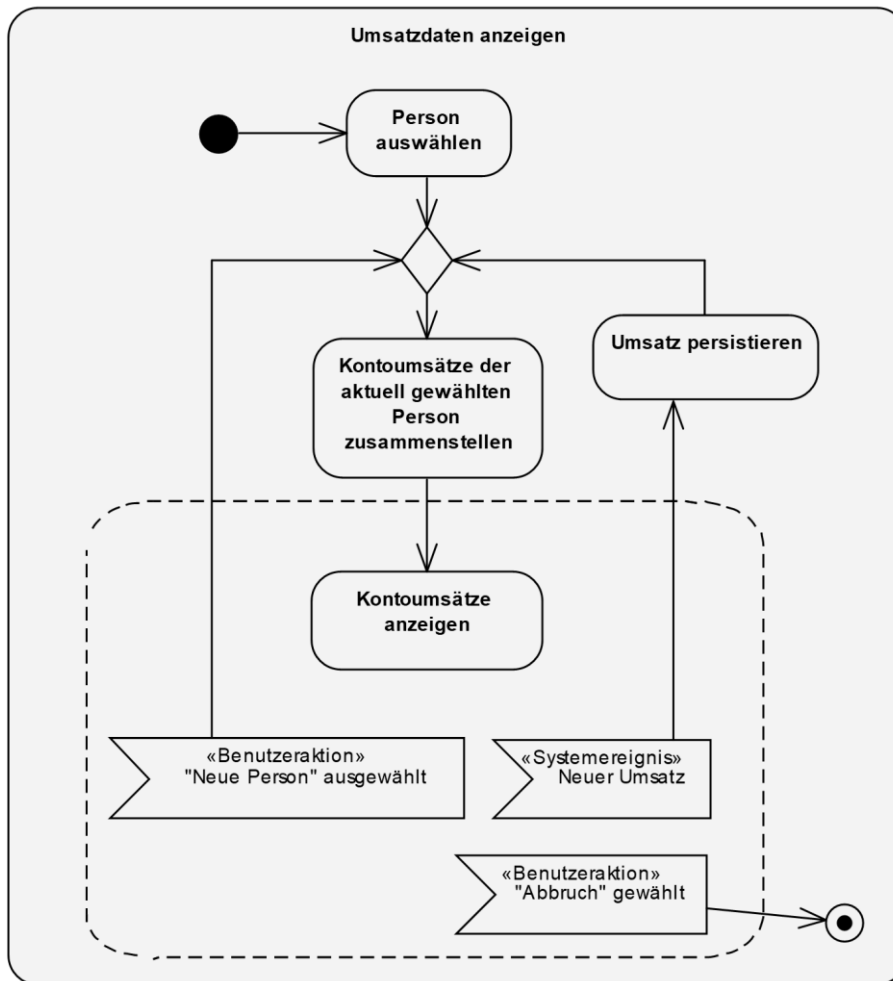 Umsatzdaten anzeigen
Person
auswählen
Kontoumsätze der
aktuell gewählten
Person
zusammenstellen
Umsatz persistieren
Kontoumsätze
anzeigen
«Benutzeraktion»
"Neue Person" ausgewählt
«Systemereignis»
Neuer Umsatz
«Benutzeraktion»
"Abbruch" gewählt